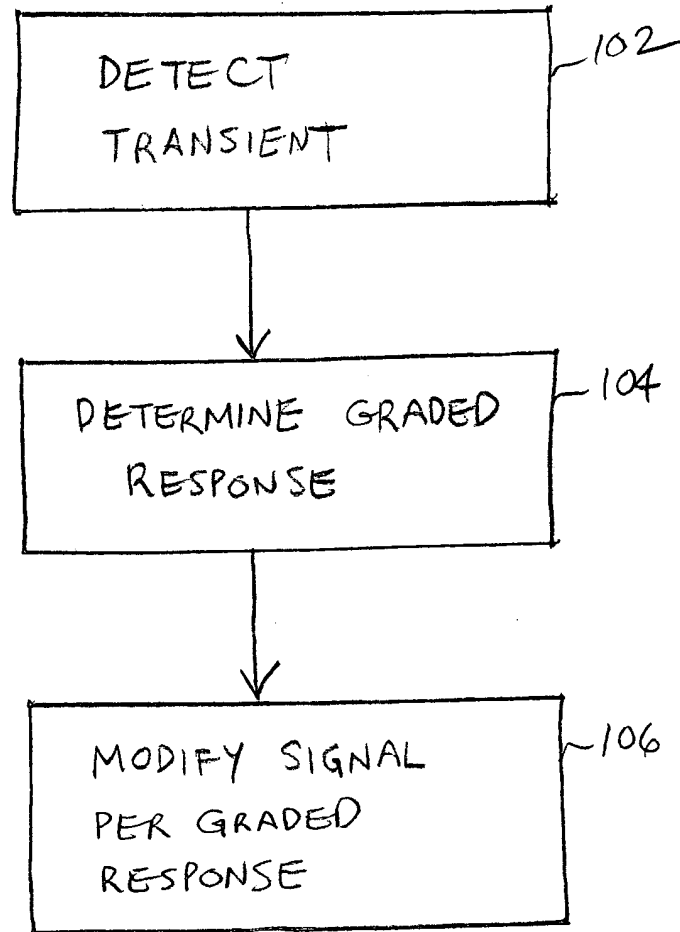 DETECT
TRANSIENT
102
DETERMINE GRADED
RESPONSE
104
MODIFY SIGNAL
PER GRADED
RESPONSE
106